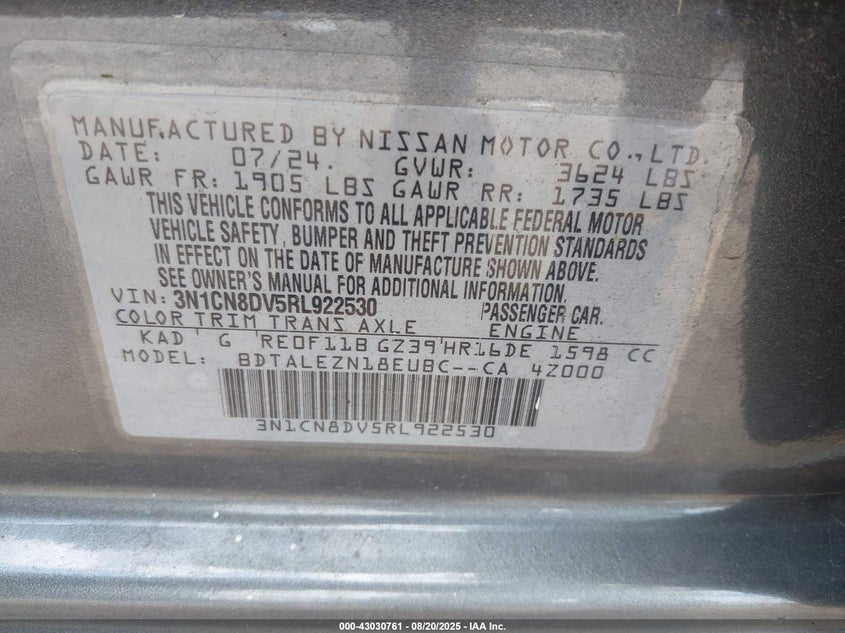 MANUFACTURED BY NISSAN MOTOR CO., LTD.
DATE: 07/24. GVWR: 3624 LBS
GAWR FR: 1905 LBS GAWR RR: 1735 LBS
THIS VEHICLE CONFORMS TO ALL APPLICABLE FEDERAL MOTOR
VEHICLE SAFETY, BUMPER AND THEFT PREVENTION STANDARDS
IN EFFECT ON THE DATE OF MANUFACTURE SHOWN ABOVE.
SEE OWNER'S MANUAL FOR ADDITIONAL INFORMATION.
VIN: 3N1CN8DV5RL922530 PASSENGER CAR.
COLOR TRIM TRANS AXLE ENGINE
KAD ' G RE0F11B GZ39 HR16DE 1598 CC
MODEL: BDTALEZN18EUBC--CA 4Z000
3N1CN8DV5RL922530
000-43030761 - 08/20/2025 - IAA Inc.